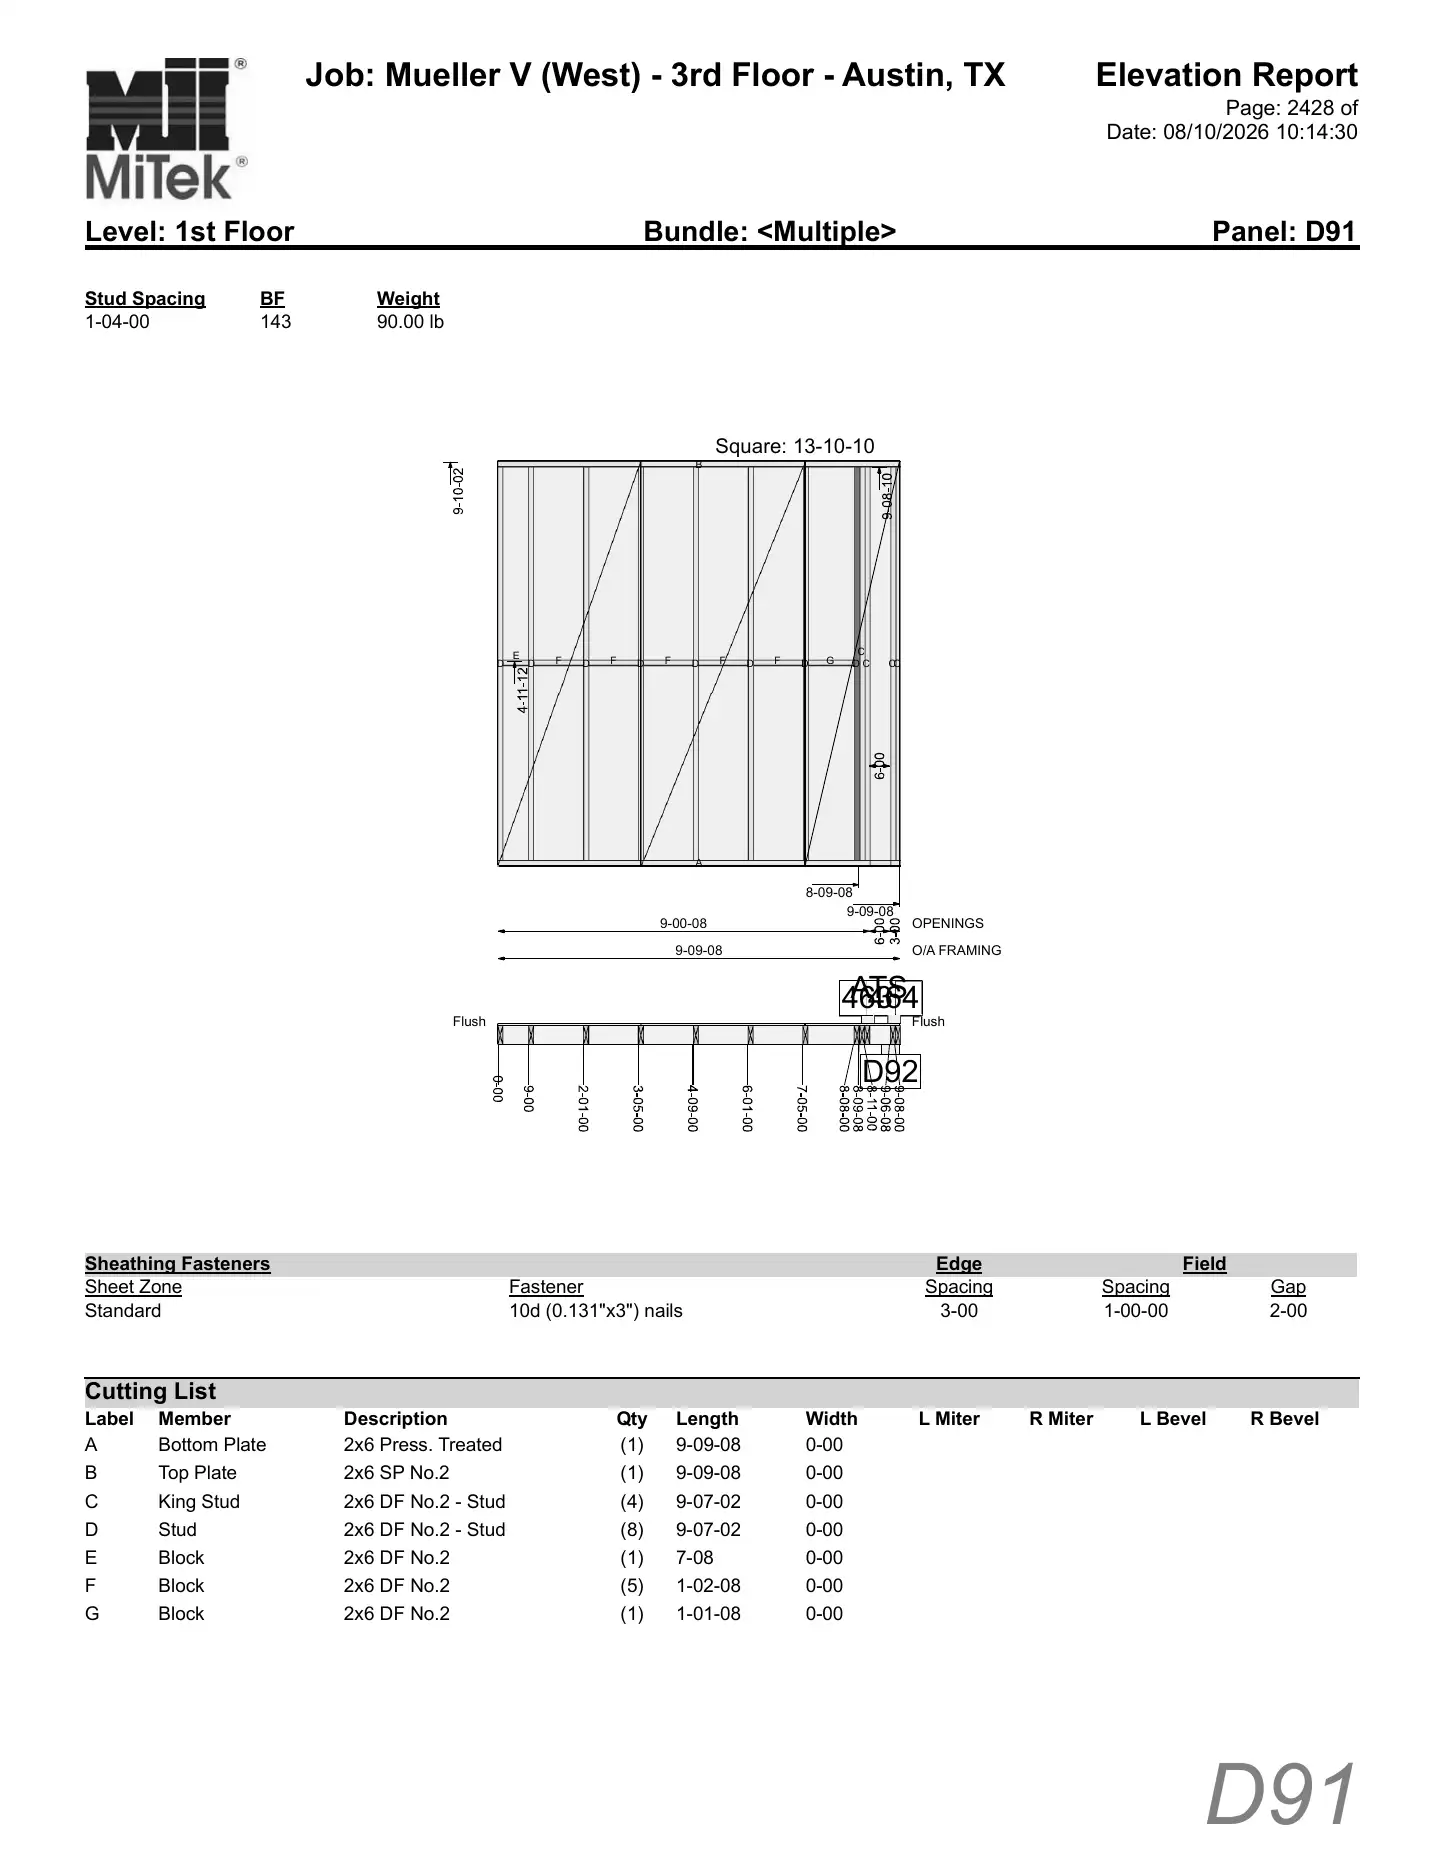 Job: Mueller V (West) - 3rd Floor - Austin, TX
Elevation Report
Page: 2428 of
Date: 08/10/2026 10:14:30
MiTek®
Level: 1st Floor Bundle: <Multiple> Panel: D91
Stud Spacing BF Weight
1-04-00 143 90.00 lb
Square: 13-10-10
B
9-10-02
9-08-10
E F F F F F G C
D D D D D D D D C C
4-11-12
6-00
A
8-09-08
9-09-08
9-00-08 6-00 3-00 OPENINGS
9-09-08 O/A FRAMING
ATS
463 464
Flush Flush
D92
0-00 9-00 2-01-00 3-05-00 4-09-00 6-01-00 7-05-00 8-08-00 8-09-08 8-11-00 9-06-08 9-08-00
Sheathing Fasteners Edge Field
Sheet Zone Fastener Spacing Spacing Gap
Standard 10d (0.131"x3") nails 3-00 1-00-00 2-00
Cutting List
Label Member Description Qty Length Width L Miter R Miter L Bevel R Bevel
A Bottom Plate 2x6 Press. Treated (1) 9-09-08 0-00
B Top Plate 2x6 SP No.2 (1) 9-09-08 0-00
C King Stud 2x6 DF No.2 - Stud (4) 9-07-02 0-00
D Stud 2x6 DF No.2 - Stud (8) 9-07-02 0-00
E Block 2x6 DF No.2 (1) 7-08 0-00
F Block 2x6 DF No.2 (5) 1-02-08 0-00
G Block 2x6 DF No.2 (1) 1-01-08 0-00
D91